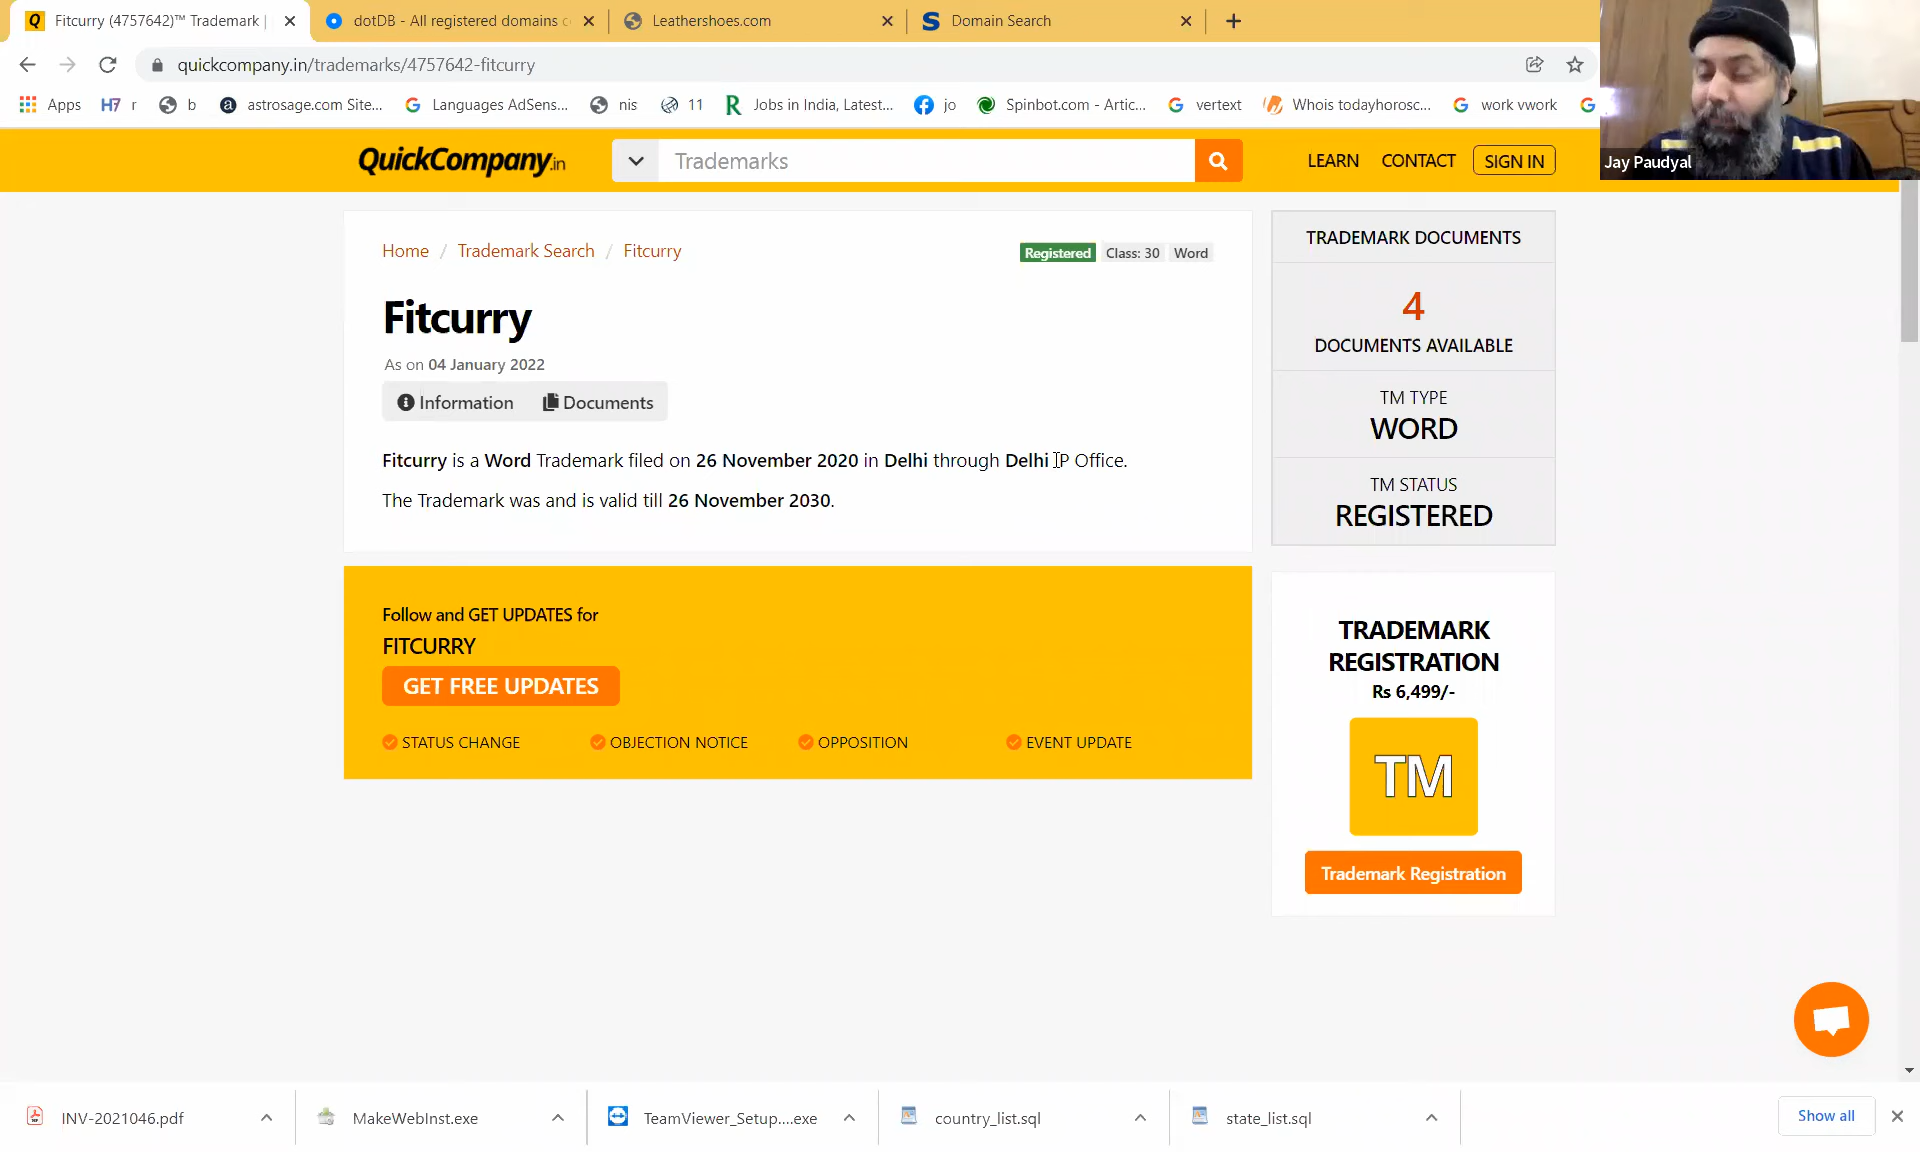 Fitcurry (4757642)™ Trademark |
dotDB - All registered domains c
Leathershoes.com
Domain Search
quickcompany.in/trademarks/4757642-fitcurry
Apps
H7 r
b
astrosage.com Site...
Languages AdSens...
nis
11
Jobs in India, Latest...
jo
Spinbot.com - Artic...
vertext
Whois todayhorosc...
work vwork
Jay Paudyal
QuickCompany.in
Trademarks
LEARN
CONTACT
SIGN IN
Home / Trademark Search / Fitcurry
Registered Class: 30 Word
Fitcurry
As on 04 January 2022
Information
Documents
Fitcurry is a Word Trademark filed on 26 November 2020 in Delhi through Delhi IP Office.
The Trademark was and is valid till 26 November 2030.
TRADEMARK DOCUMENTS
4
DOCUMENTS AVAILABLE
TM TYPE
WORD
TM STATUS
REGISTERED
Follow and GET UPDATES for
FITCURRY
GET FREE UPDATES
STATUS CHANGE
OBJECTION NOTICE
OPPOSITION
EVENT UPDATE
TRADEMARK
REGISTRATION
Rs 6,499/-
TM
Trademark Registration
INV-2021046.pdf
MakeWebInst.exe
TeamViewer_Setup....exe
country_list.sql
state_list.sql
Show all